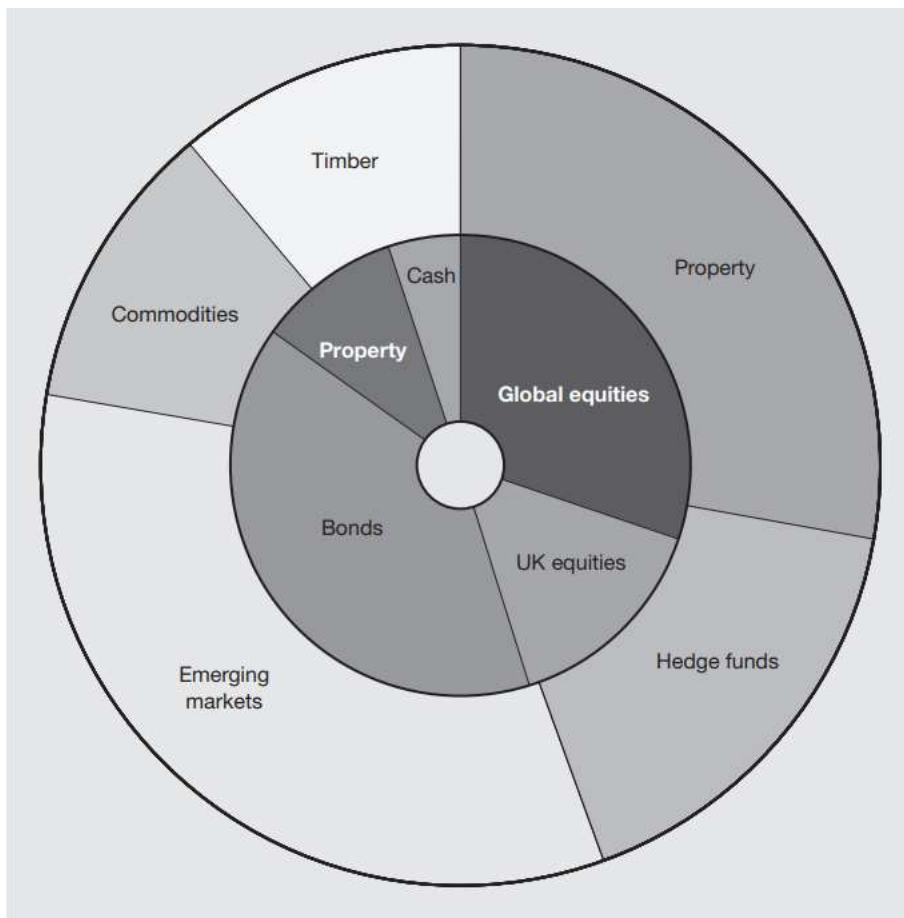 Timber
Property
Cash
Commodities
Property
Global equities
Bonds
UK equities
Hedge funds
Emerging
markets